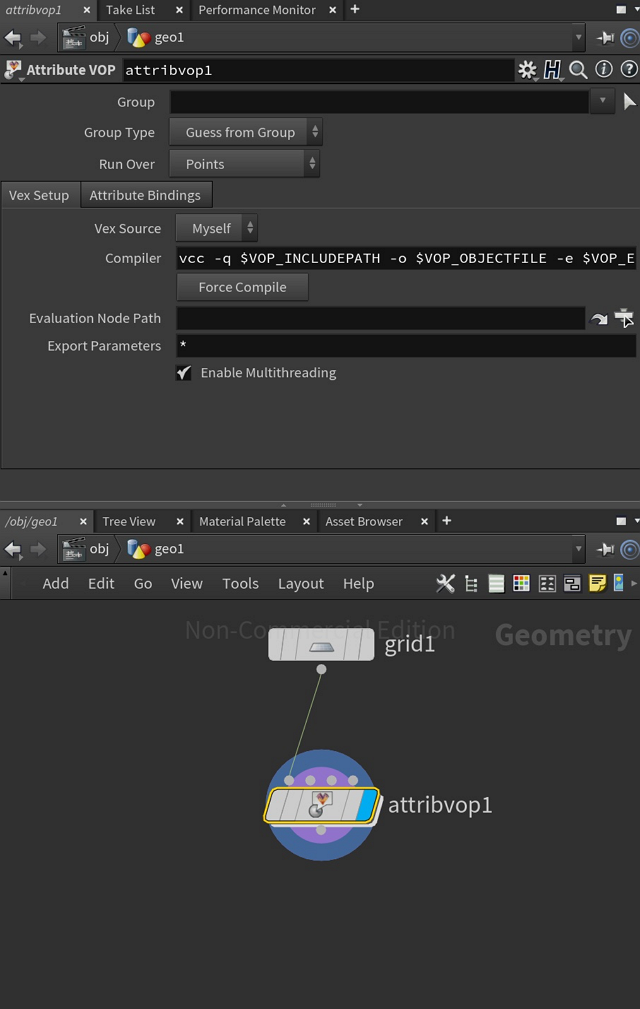 attribvop1 × Take List × Performance Monitor × +
obj geo1
Attribute VOP attribvop1
Group
Group Type Guess from Group
Run Over Points
Vex Setup Attribute Bindings
Vex Source Myself
Compiler vcc -q $VOP_INCLUDEPATH -o $VOP_OBJECTFILE -e $VOP_E
Force Compile
Evaluation Node Path
Export Parameters *
Enable Multithreading
/obj/geo1 × Tree View × Material Palette × Asset Browser × +
obj geo1
Add Edit Go View Tools Layout Help
Non-Commercial Edition Geometry
grid1
attribvop1